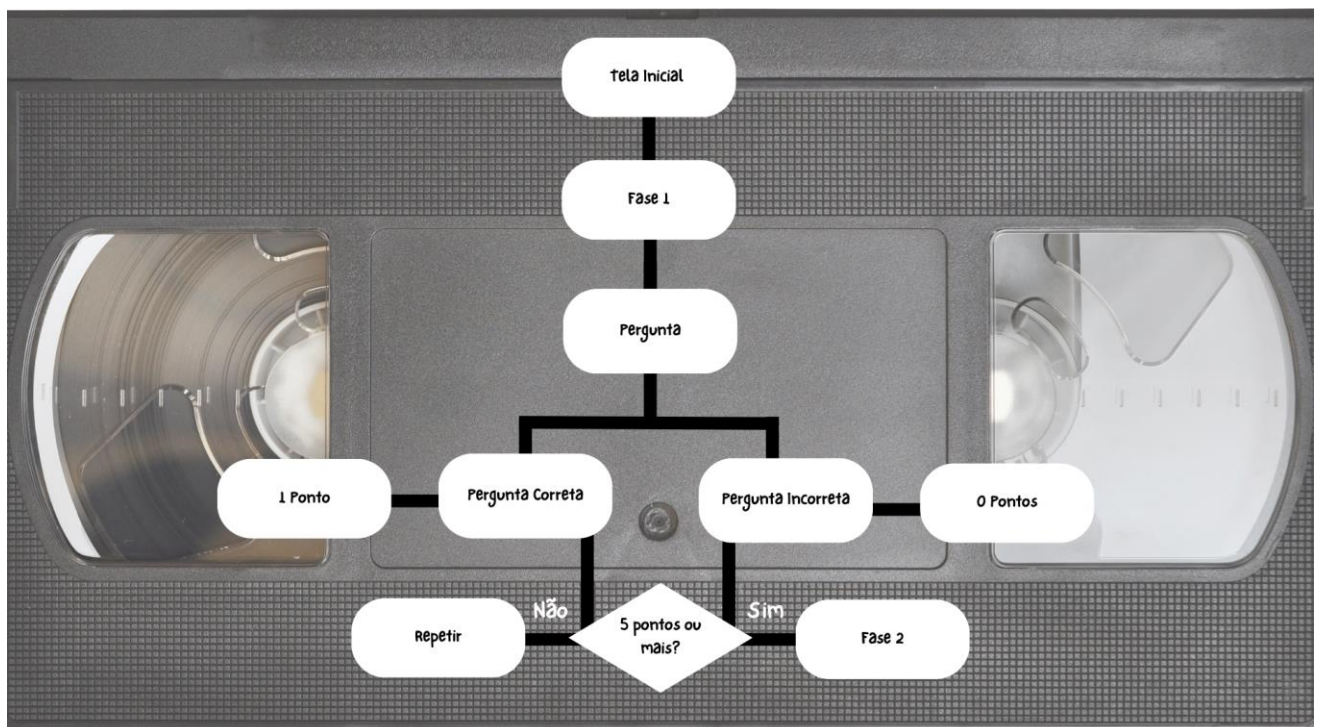 Tela Inicial
Fase 1
Pergunta
1 Ponto
Pergunta Correta
Pergunta Incorreta
0 Pontos
Não
Sim
Repetir
5 pontos ou
mais?
Fase 2